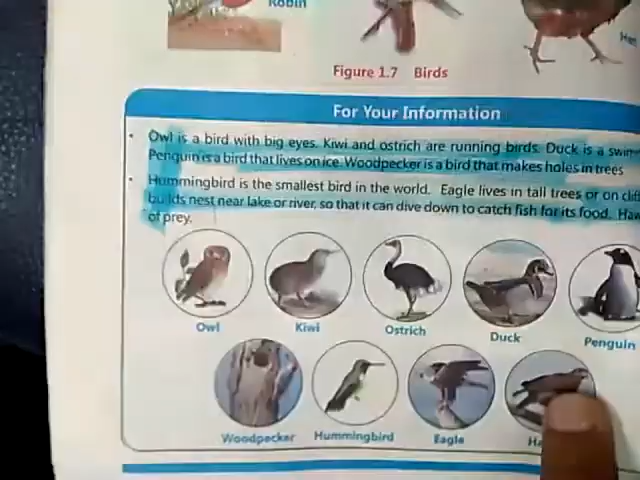 Robin
Figure 1.7 Birds
For Your Information
• Owl is a bird with big eyes. Kiwi and ostrich are running birds. Duck is a
Penguin is a bird that lives on ice. Woodpecker is a bird that makes holes in trees
• Hummingbird is the smallest bird in the world. Eagle lives in tall trees or on
builds nest near lake or river, so that it can dive down to catch fish for its food.
of prey.
Owl Kiwi Ostrich Duck Penguin
Woodpecker Hummingbird Eagle